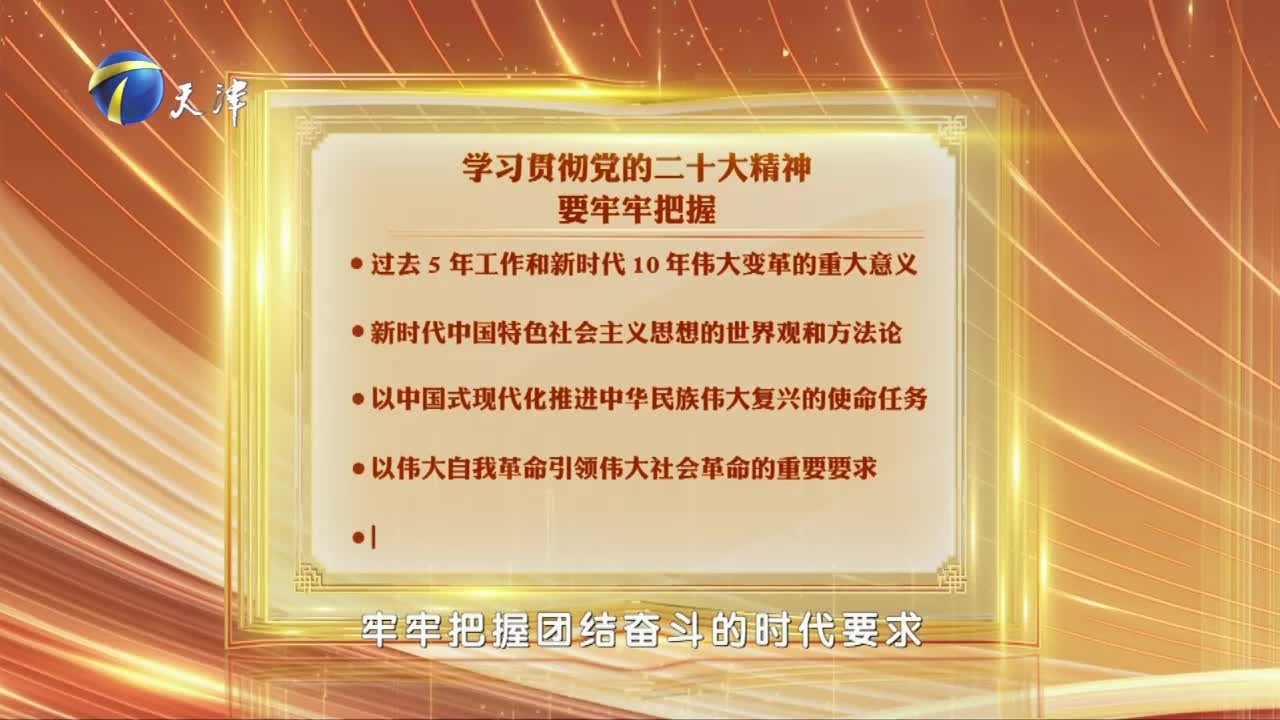 天津
学习贯彻党的二十大精神
要牢牢把握
过去5年工作和新时代10年伟大变革的重大意义
新时代中国特色社会主义思想的世界观和方法论
以中国式现代化推进中华民族伟大复兴的使命任务
以伟大自我革命引领伟大社会革命的重要要求
牢牢把握团结奋斗的时代要求